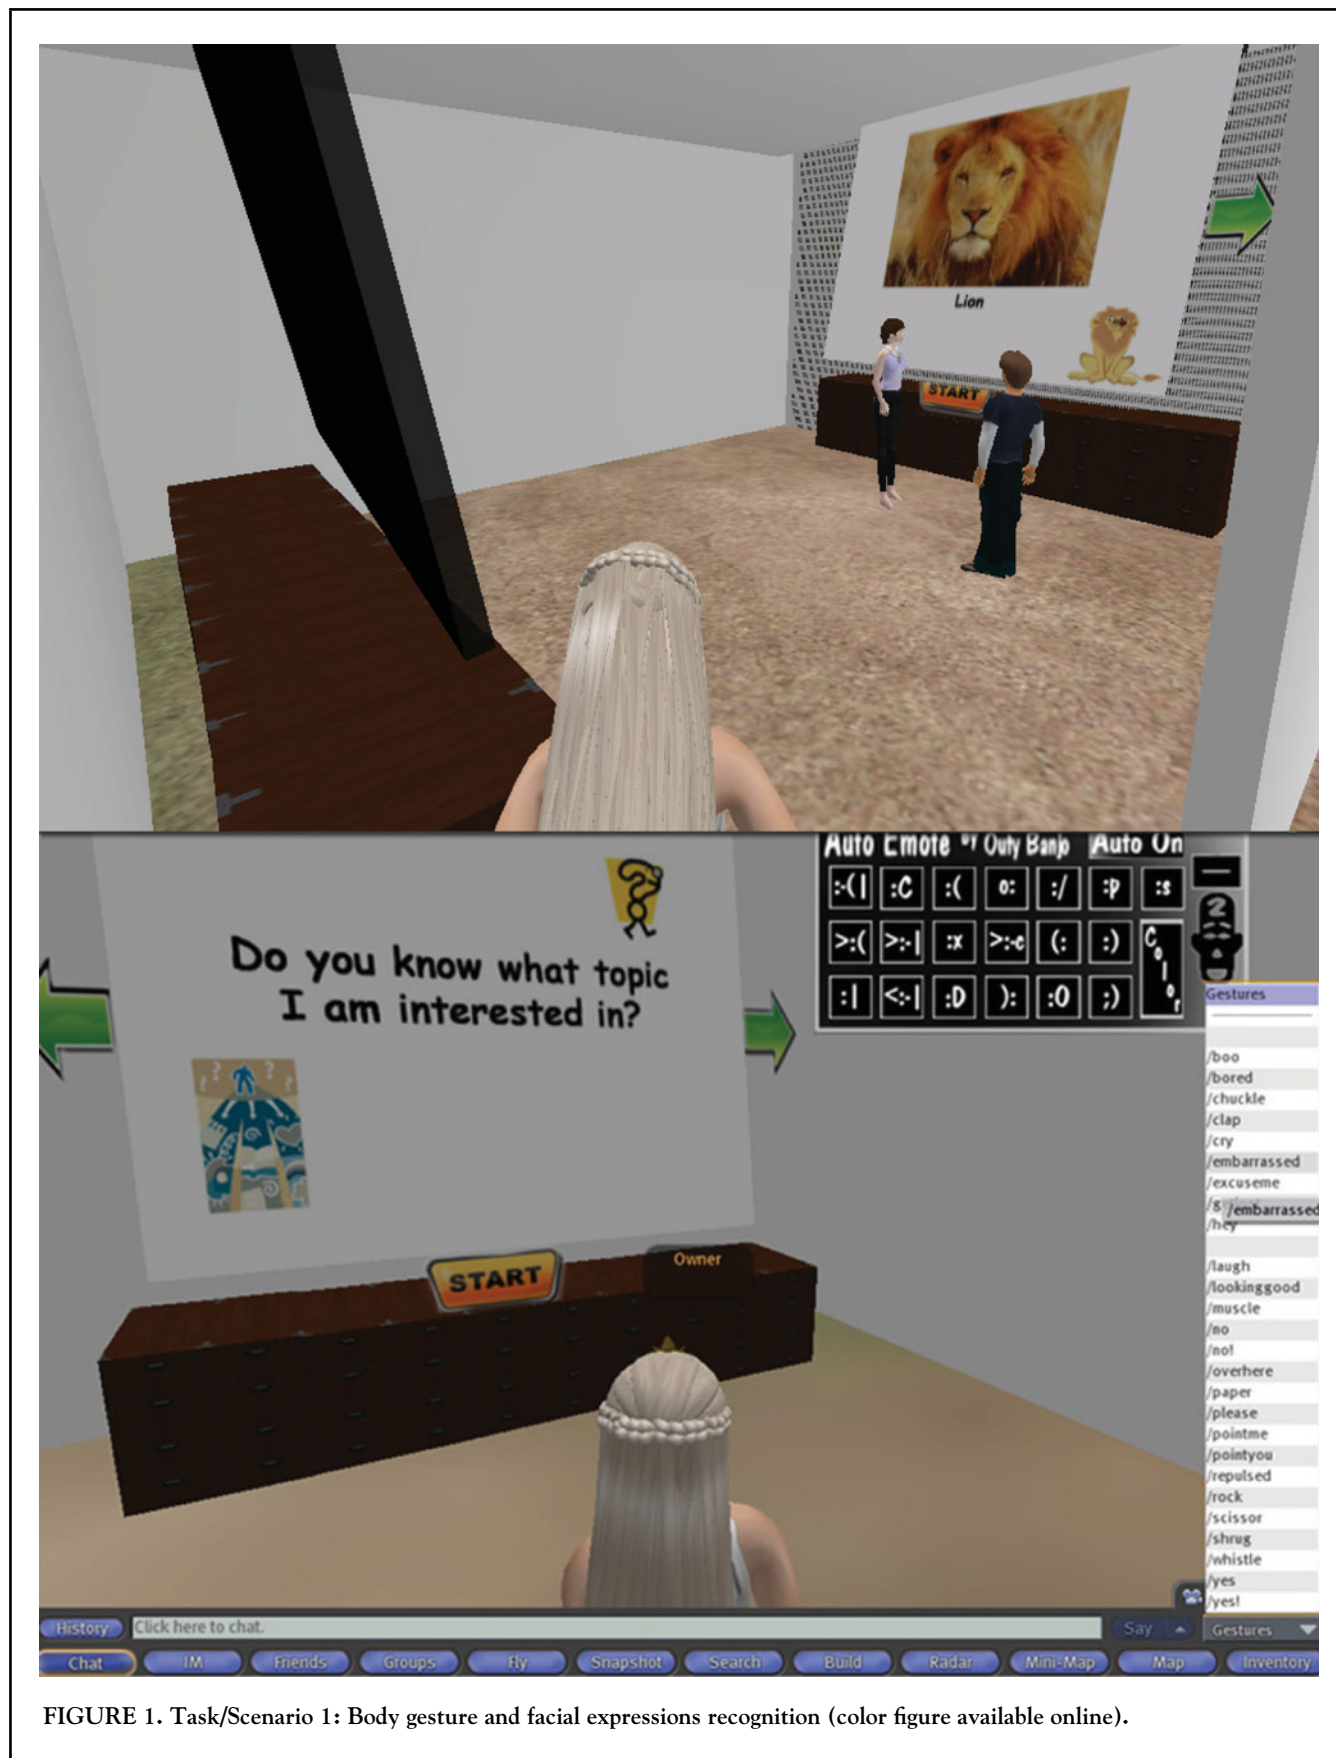 Lion
START
Auto Emote BY Outy Banjo Auto On
:-(| :C :( o: :/ :p :s
>:( >:-| :x >:-c (: :)
:| <:-| :D ): :O ;)
Color
2
Do you know what topic
I am interested in?
START
Owner
Gestures
/boo
/bored
/chuckle
/clap
/cry
/embarrassed
/excuseme
/embarrassed
/hey
/laugh
/lookinggood
/muscle
/no
/no!
/overhere
/paper
/please
/pointme
/pointyou
/repulsed
/rock
/scissor
/shrug
/whistle
/yes
/yes!
History Click here to chat. Say Gestures
Chat IM Friends Groups Fly Snapshot Search Build Radar Mini-Map Map Inventory
FIGURE 1. Task/Scenario 1: Body gesture and facial expressions recognition (color figure available online).